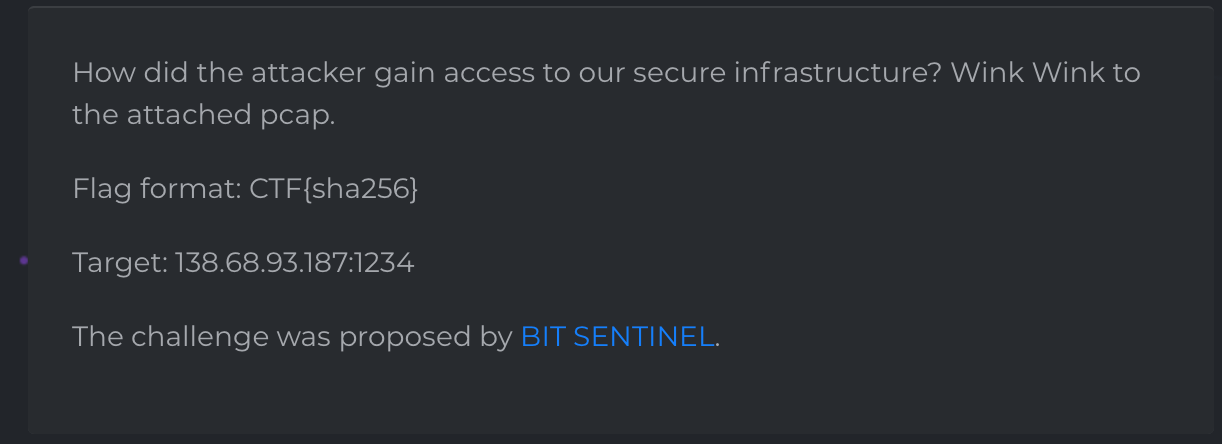 How did the attacker gain access to our secure infrastructure? Wink Wink to
the attached pcap.
Flag format: CTF{sha256}
Target: 138.68.93.187:1234
The challenge was proposed by BIT SENTINEL.